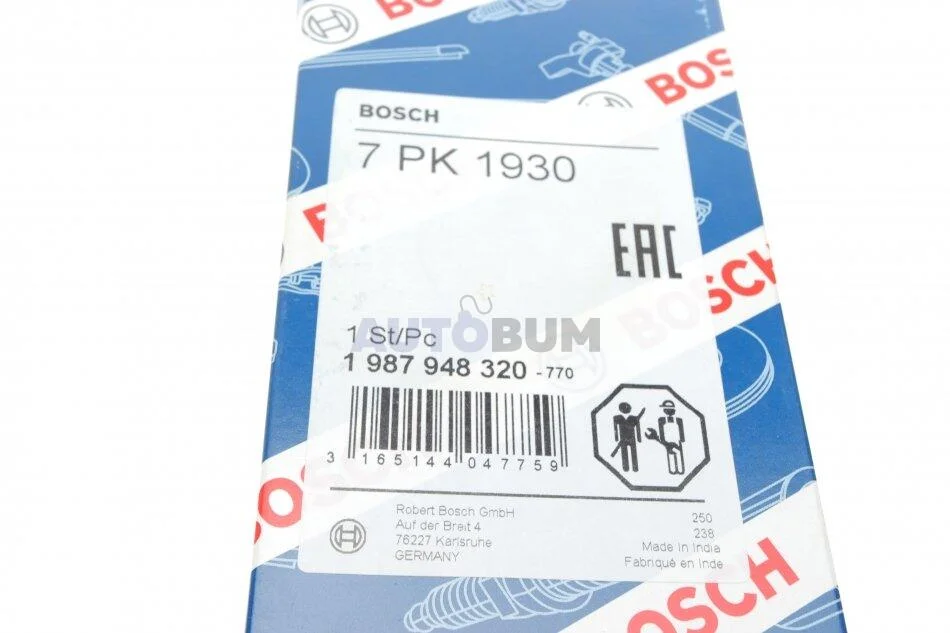 BOSCH
BOSCH
BOSCH
7 PK 1930
EAC
BOSCH
AUTOBUM
1 St/Pc
1 987 948 320 - 770
3 165144 047759
Robert Bosch GmbH
Auf der Breit 4
76227 Karlsruhe
GERMANY
250
238
Made in India
Fabriqué en Inde
BOSCH
BOSCH